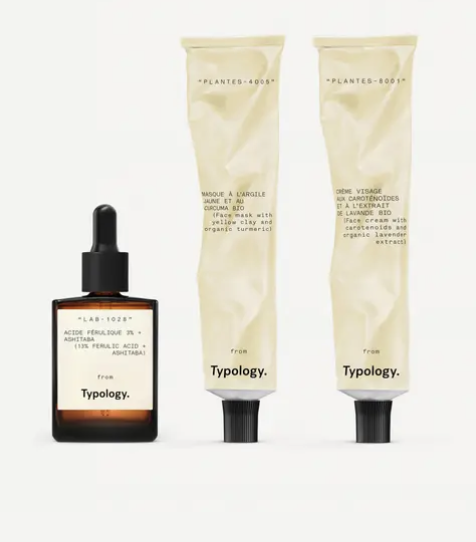 "PLANTES-4005"
MASQUE À L'ARGILE
JAUNE ET AU
CURCUMA BIO
(Face mask with
yellow clay and
organic turmeric)
from
Typology.
"PLANTES-8001"
CRÈME VISAGE
AUX CAROTÉNOÏDES
ET À L'EXTRAIT
DE LAVANDE BIO
(Face cream with
carotenoids and
organic lavender
extract)
from
Typology.
"LAB-1028"
ACIDE FÉRULIQUE 3% +
ASHITABA
(13% FERULIC ACID +
ASHITABA)
from
Typology.